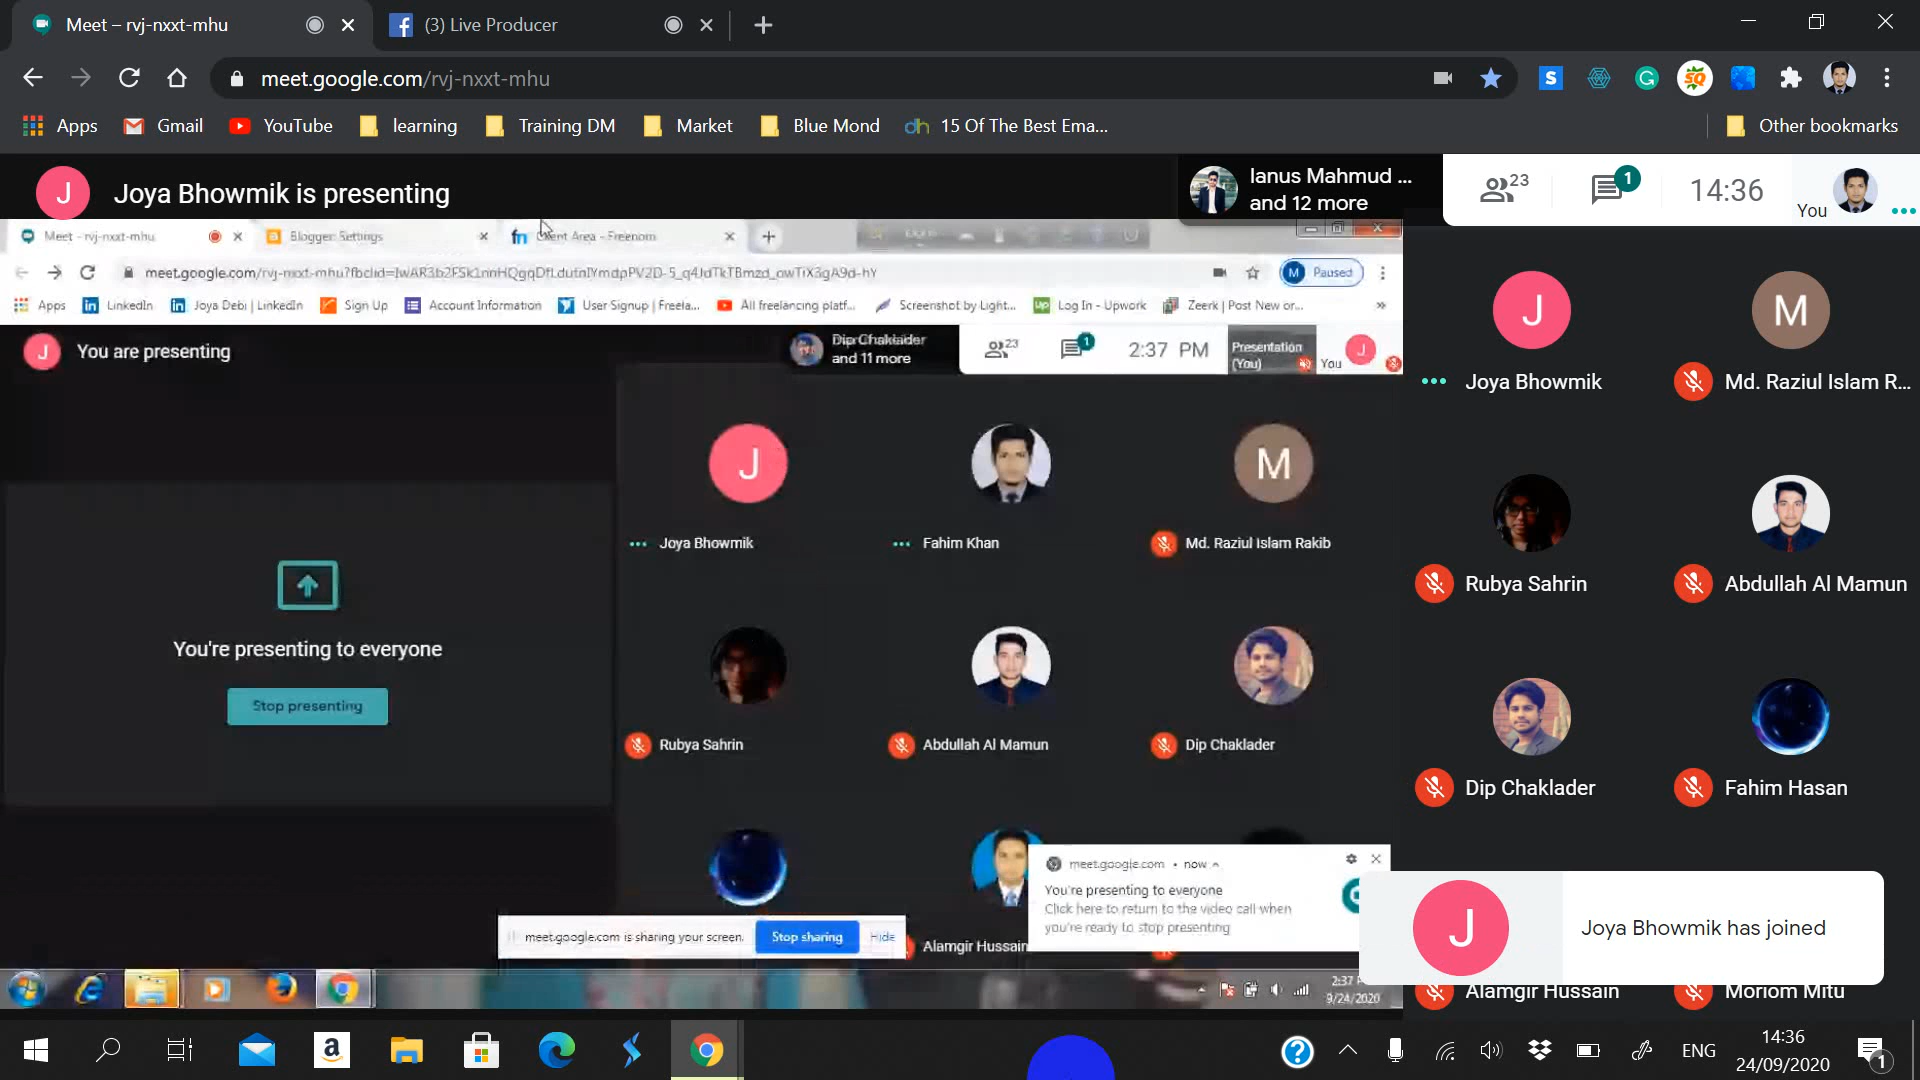 Meet – rvj-nxxt-mhu
(3) Live Producer
meet.google.com/rvj-nxxt-mhu
Apps
Gmail
YouTube
learning
Training DM
Market
Blue Mond
dh 15 Of The Best Ema...
Other bookmarks
J
Joya Bhowmik is presenting
Ianus Mahmud ...
and 12 more
23
1
14:36
You
Meet - rvj-nxxt-mhu
Blogger: Settings
fn Client Area - Freenom
M Paused
Apps
LinkedIn
Joya Debi | LinkedIn
Sign Up
Account Information
User Signup | Freela...
All freelancing platf...
Screenshot by Light...
Log In - Upwork
Zeerk | Post New or...
J
You are presenting
Dip Chaklader
and 11 more
23
1
2:37 PM
Presentation
(You)
You
J
J
Joya Bhowmik
Fahim Khan
M
Md. Raziul Islam Rakib
You're presenting to everyone
Stop presenting
Rubya Sahrin
Abdullah Al Mamun
Dip Chaklader
Alamgir Hussain
meet.google.com • now
You're presenting to everyone
Click here to return to the video call when
you're ready to stop presenting
meet.google.com is sharing your screen.
Stop sharing
Hide
2:37
9/24/2020
J
Joya Bhowmik
M
Md. Raziul Islam R...
Rubya Sahrin
Abdullah Al Mamun
Dip Chaklader
Fahim Hasan
J
Joya Bhowmik has joined
Alamgir Hussain
Moriom Mitu
ENG
14:36
24/09/2020
1